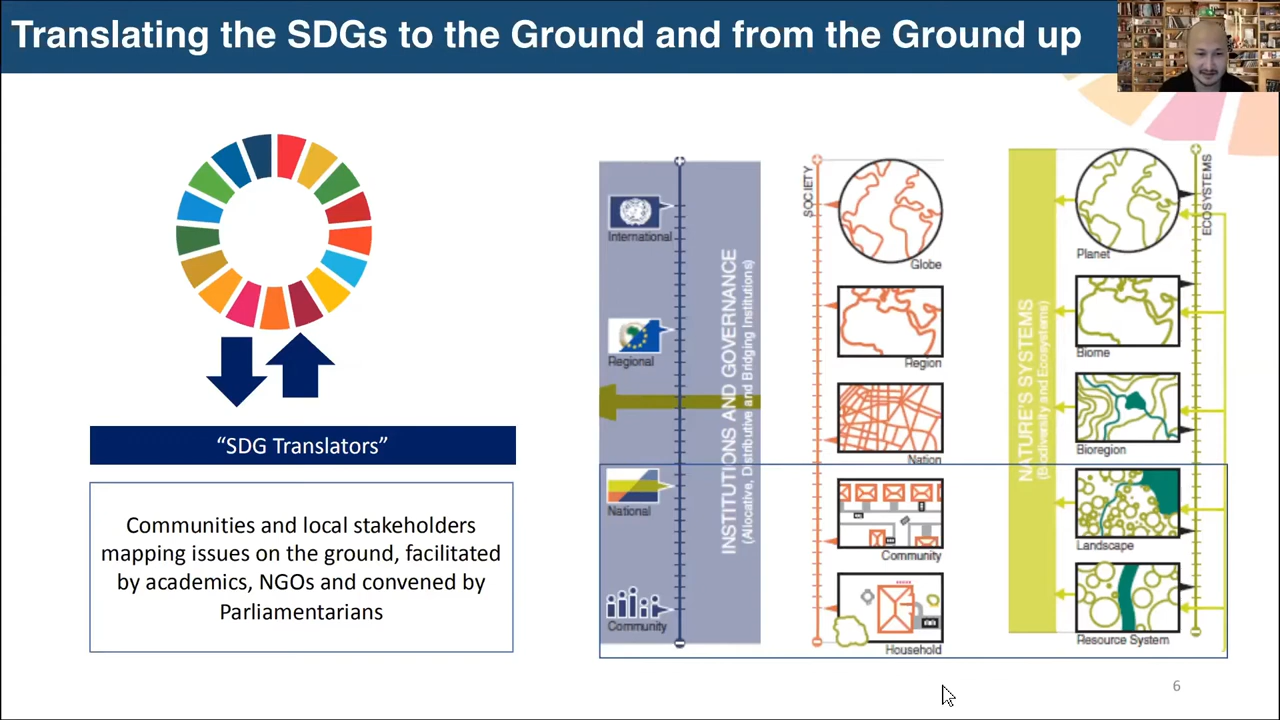 Translating the SDGs to the Ground and from the Ground up
“SDG Translators”
Communities and local stakeholders
mapping issues on the ground, facilitated
by academics, NGOs and convened by
Parliamentarians
International
Regional
National
Community
INSTITUTIONS AND GOVERNANCE
(Allocative, Distributive and Bridging Institutions)
SOCIETY
Globe
Region
Nation
Community
Household
NATURE'S SYSTEMS
(Biodiversity and Ecosystems)
Planet
Biome
Bioregion
Landscape
Resource System
ECOSYSTEMS
6